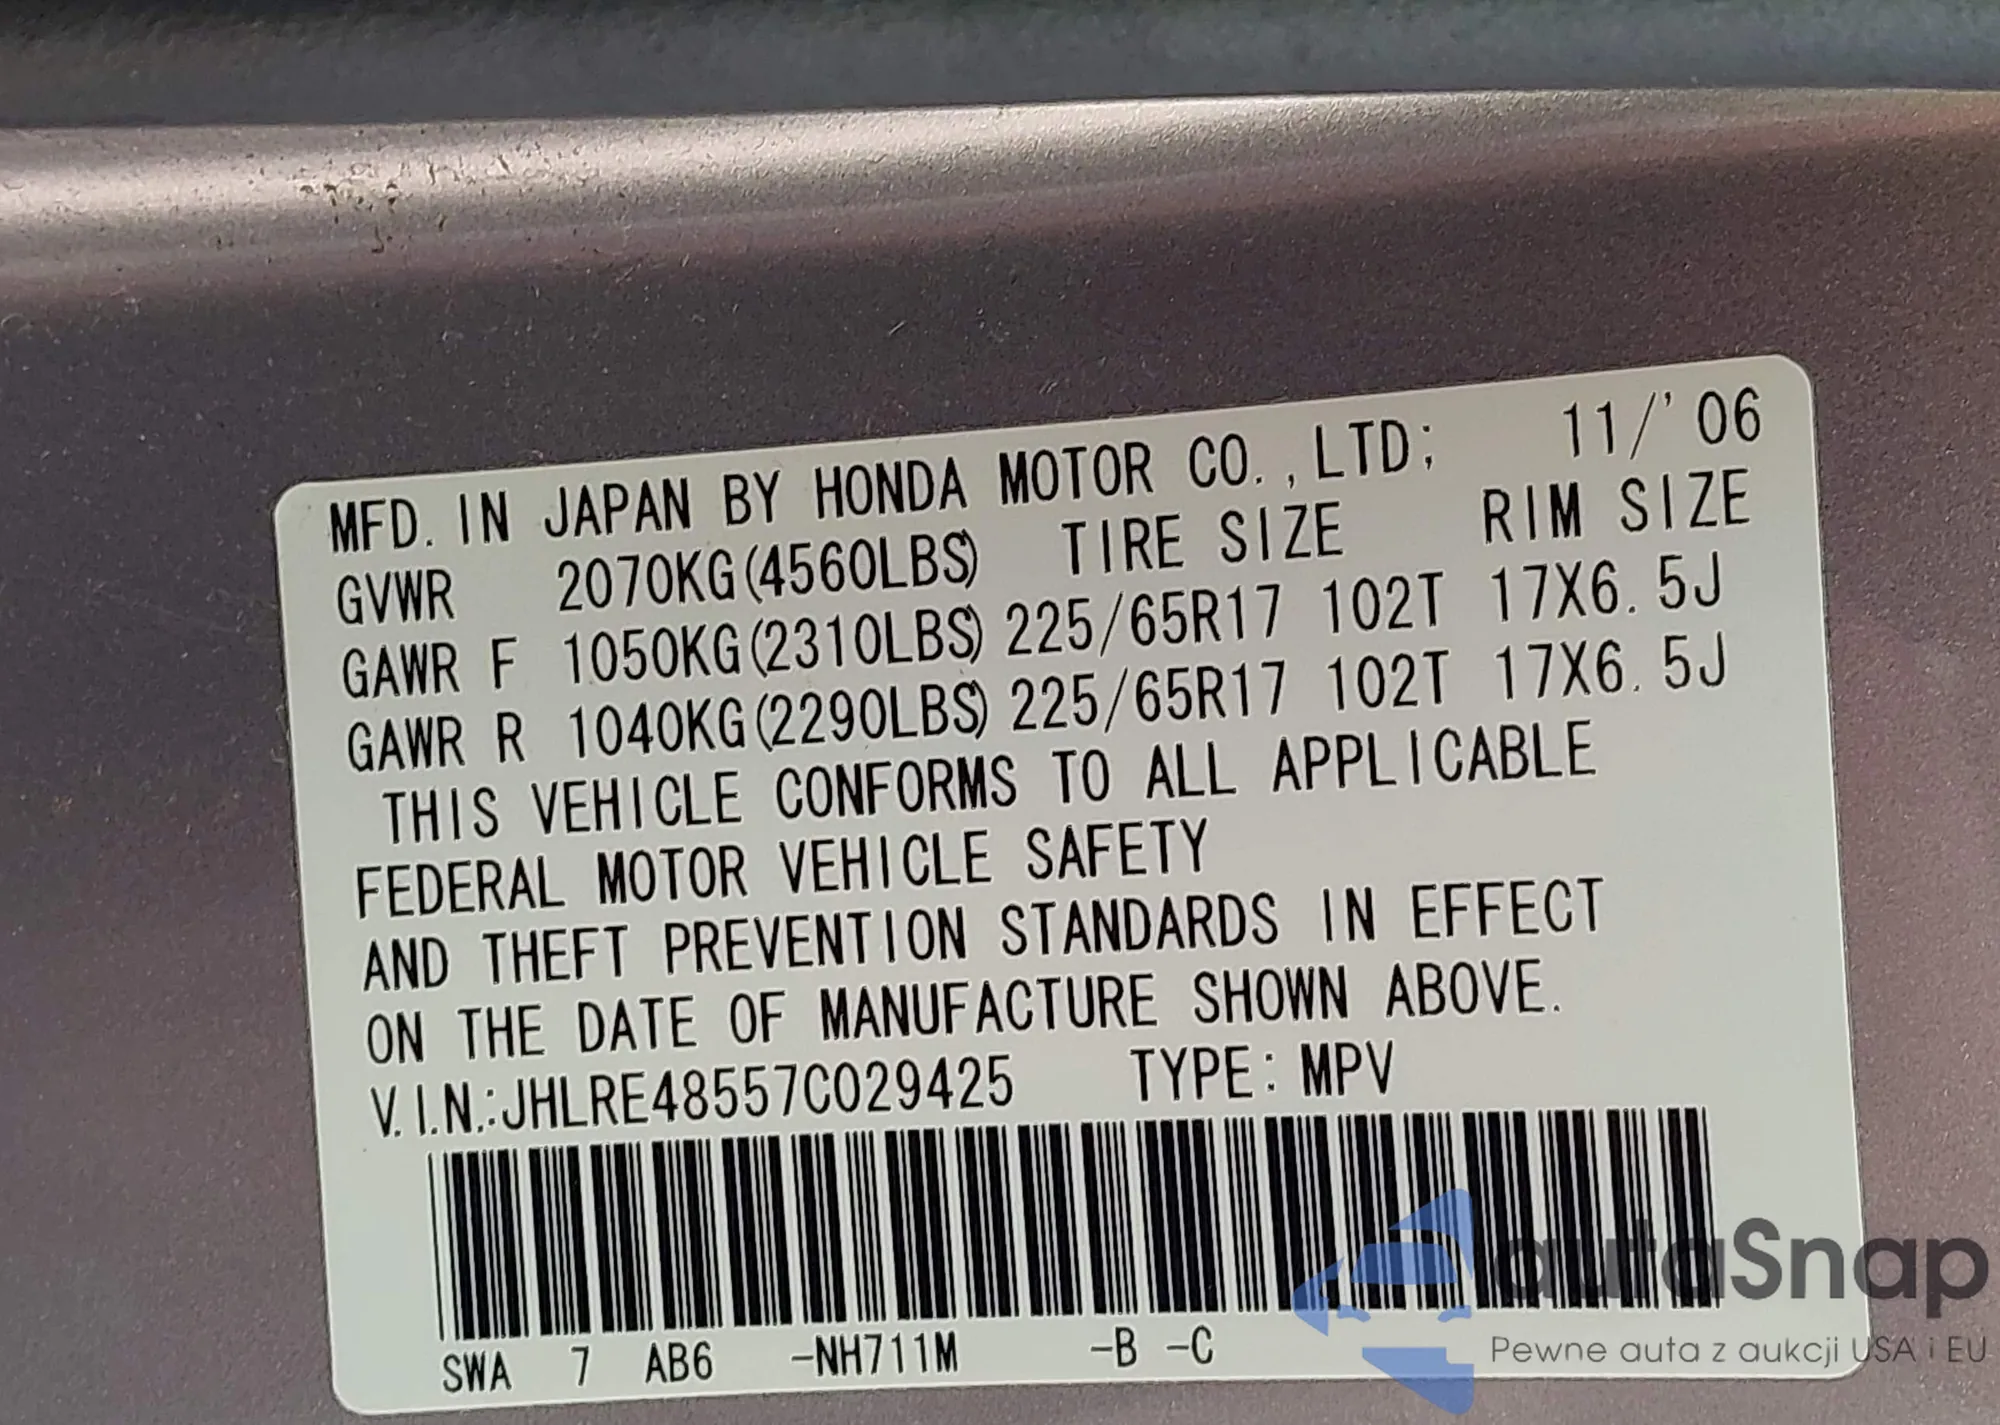 MFD. IN JAPAN BY HONDA MOTOR CO.,LTD; 11/'06
GVWR 2070KG(4560LBS) TIRE SIZE RIM SIZE
GAWR F 1050KG(2310LBS) 225/65R17 102T 17X6.5J
GAWR R 1040KG(2290LBS) 225/65R17 102T 17X6.5J
THIS VEHICLE CONFORMS TO ALL APPLICABLE
FEDERAL MOTOR VEHICLE SAFETY
AND THEFT PREVENTION STANDARDS IN EFFECT
ON THE DATE OF MANUFACTURE SHOWN ABOVE.
V.I.N.:JHLRE48557C029425 TYPE: MPV
SWA 7 AB6 -NH711M -B -C
autaSnap
Pewne auta z aukcji USA i EU